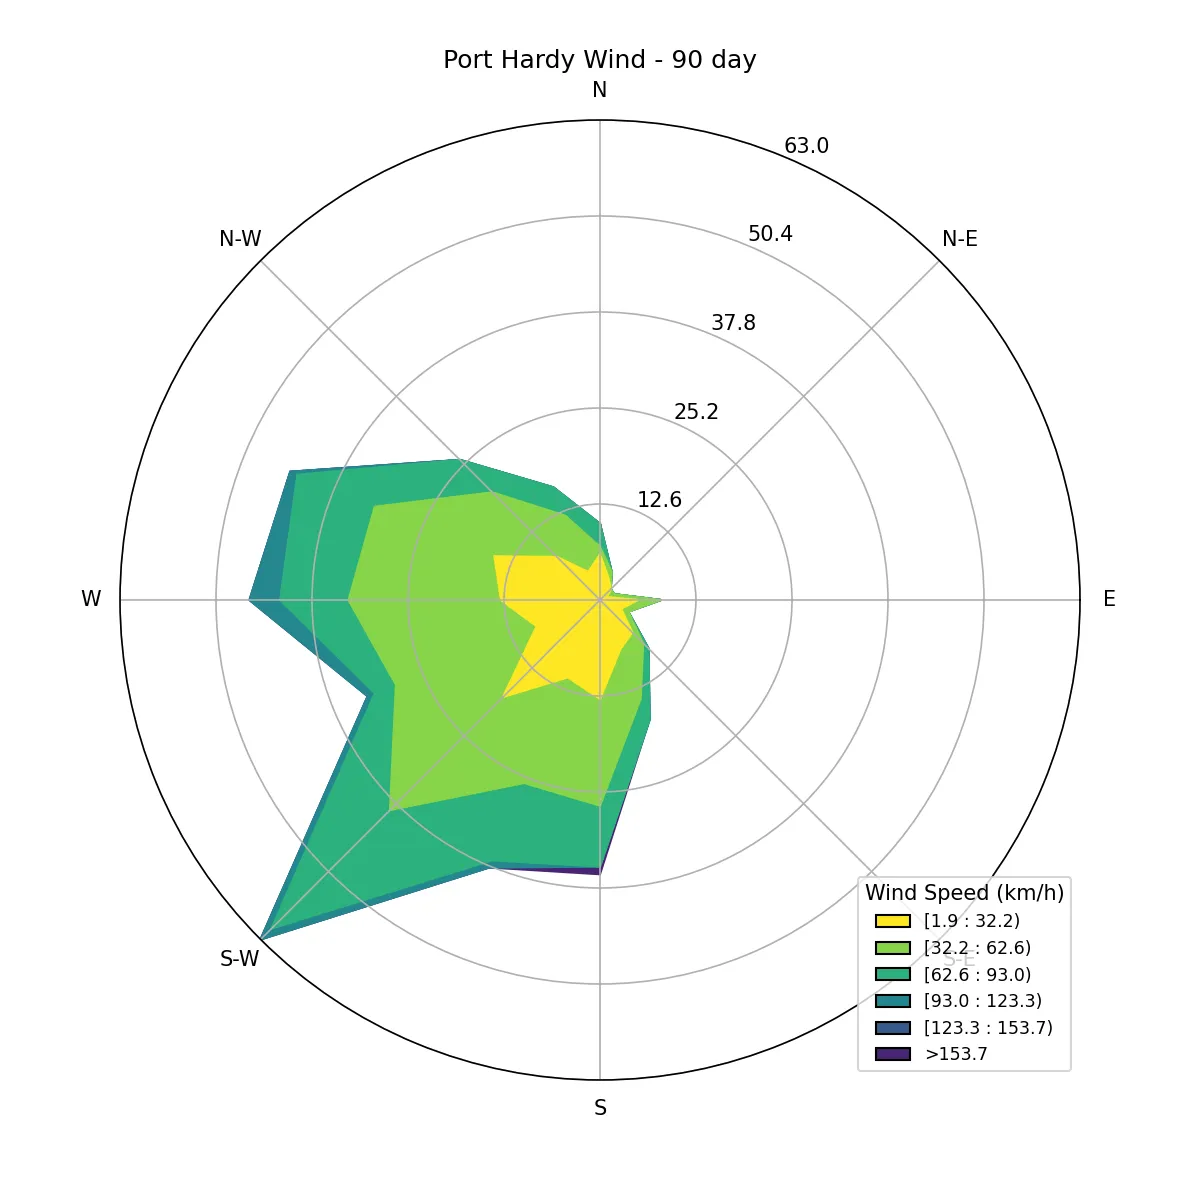 Port Hardy Wind - 90 day
N
63.0
N-W
N-E
50.4
37.8
25.2
12.6
W
E
S-W
S-E
S
Wind Speed (km/h)
[1.9 : 32.2)
[32.2 : 62.6)
[62.6 : 93.0)
[93.0 : 123.3)
[123.3 : 153.7)
>153.7